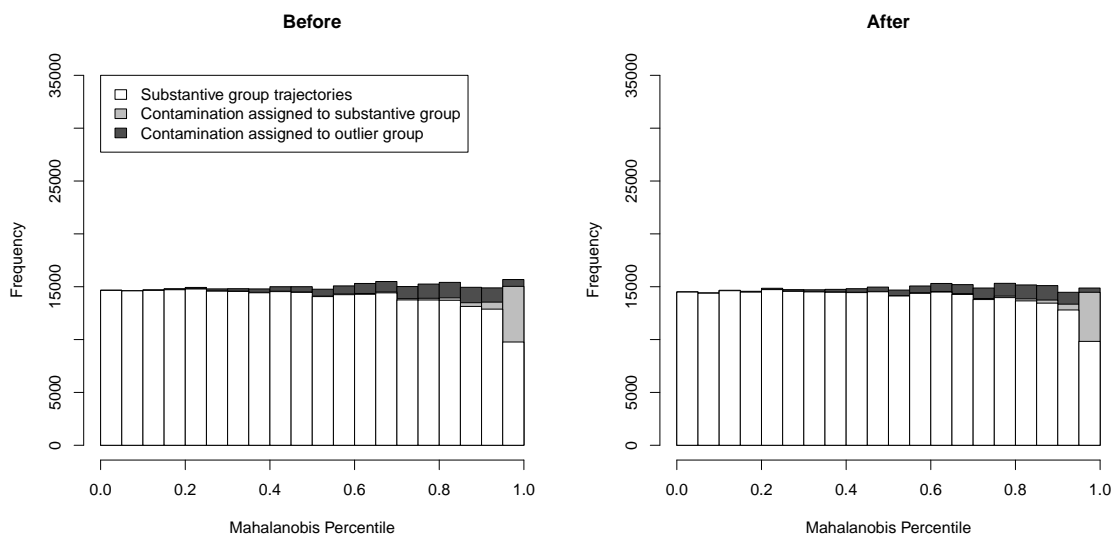 Before
After
35000
25000
15000
5000
0
Frequency
Substantive group trajectories
Contamination assigned to substantive group
Contamination assigned to outlier group
0.0 0.2 0.4 0.6 0.8 1.0
Mahalanobis Percentile
35000
25000
15000
5000
0
Frequency
0.0 0.2 0.4 0.6 0.8 1.0
Mahalanobis Percentile